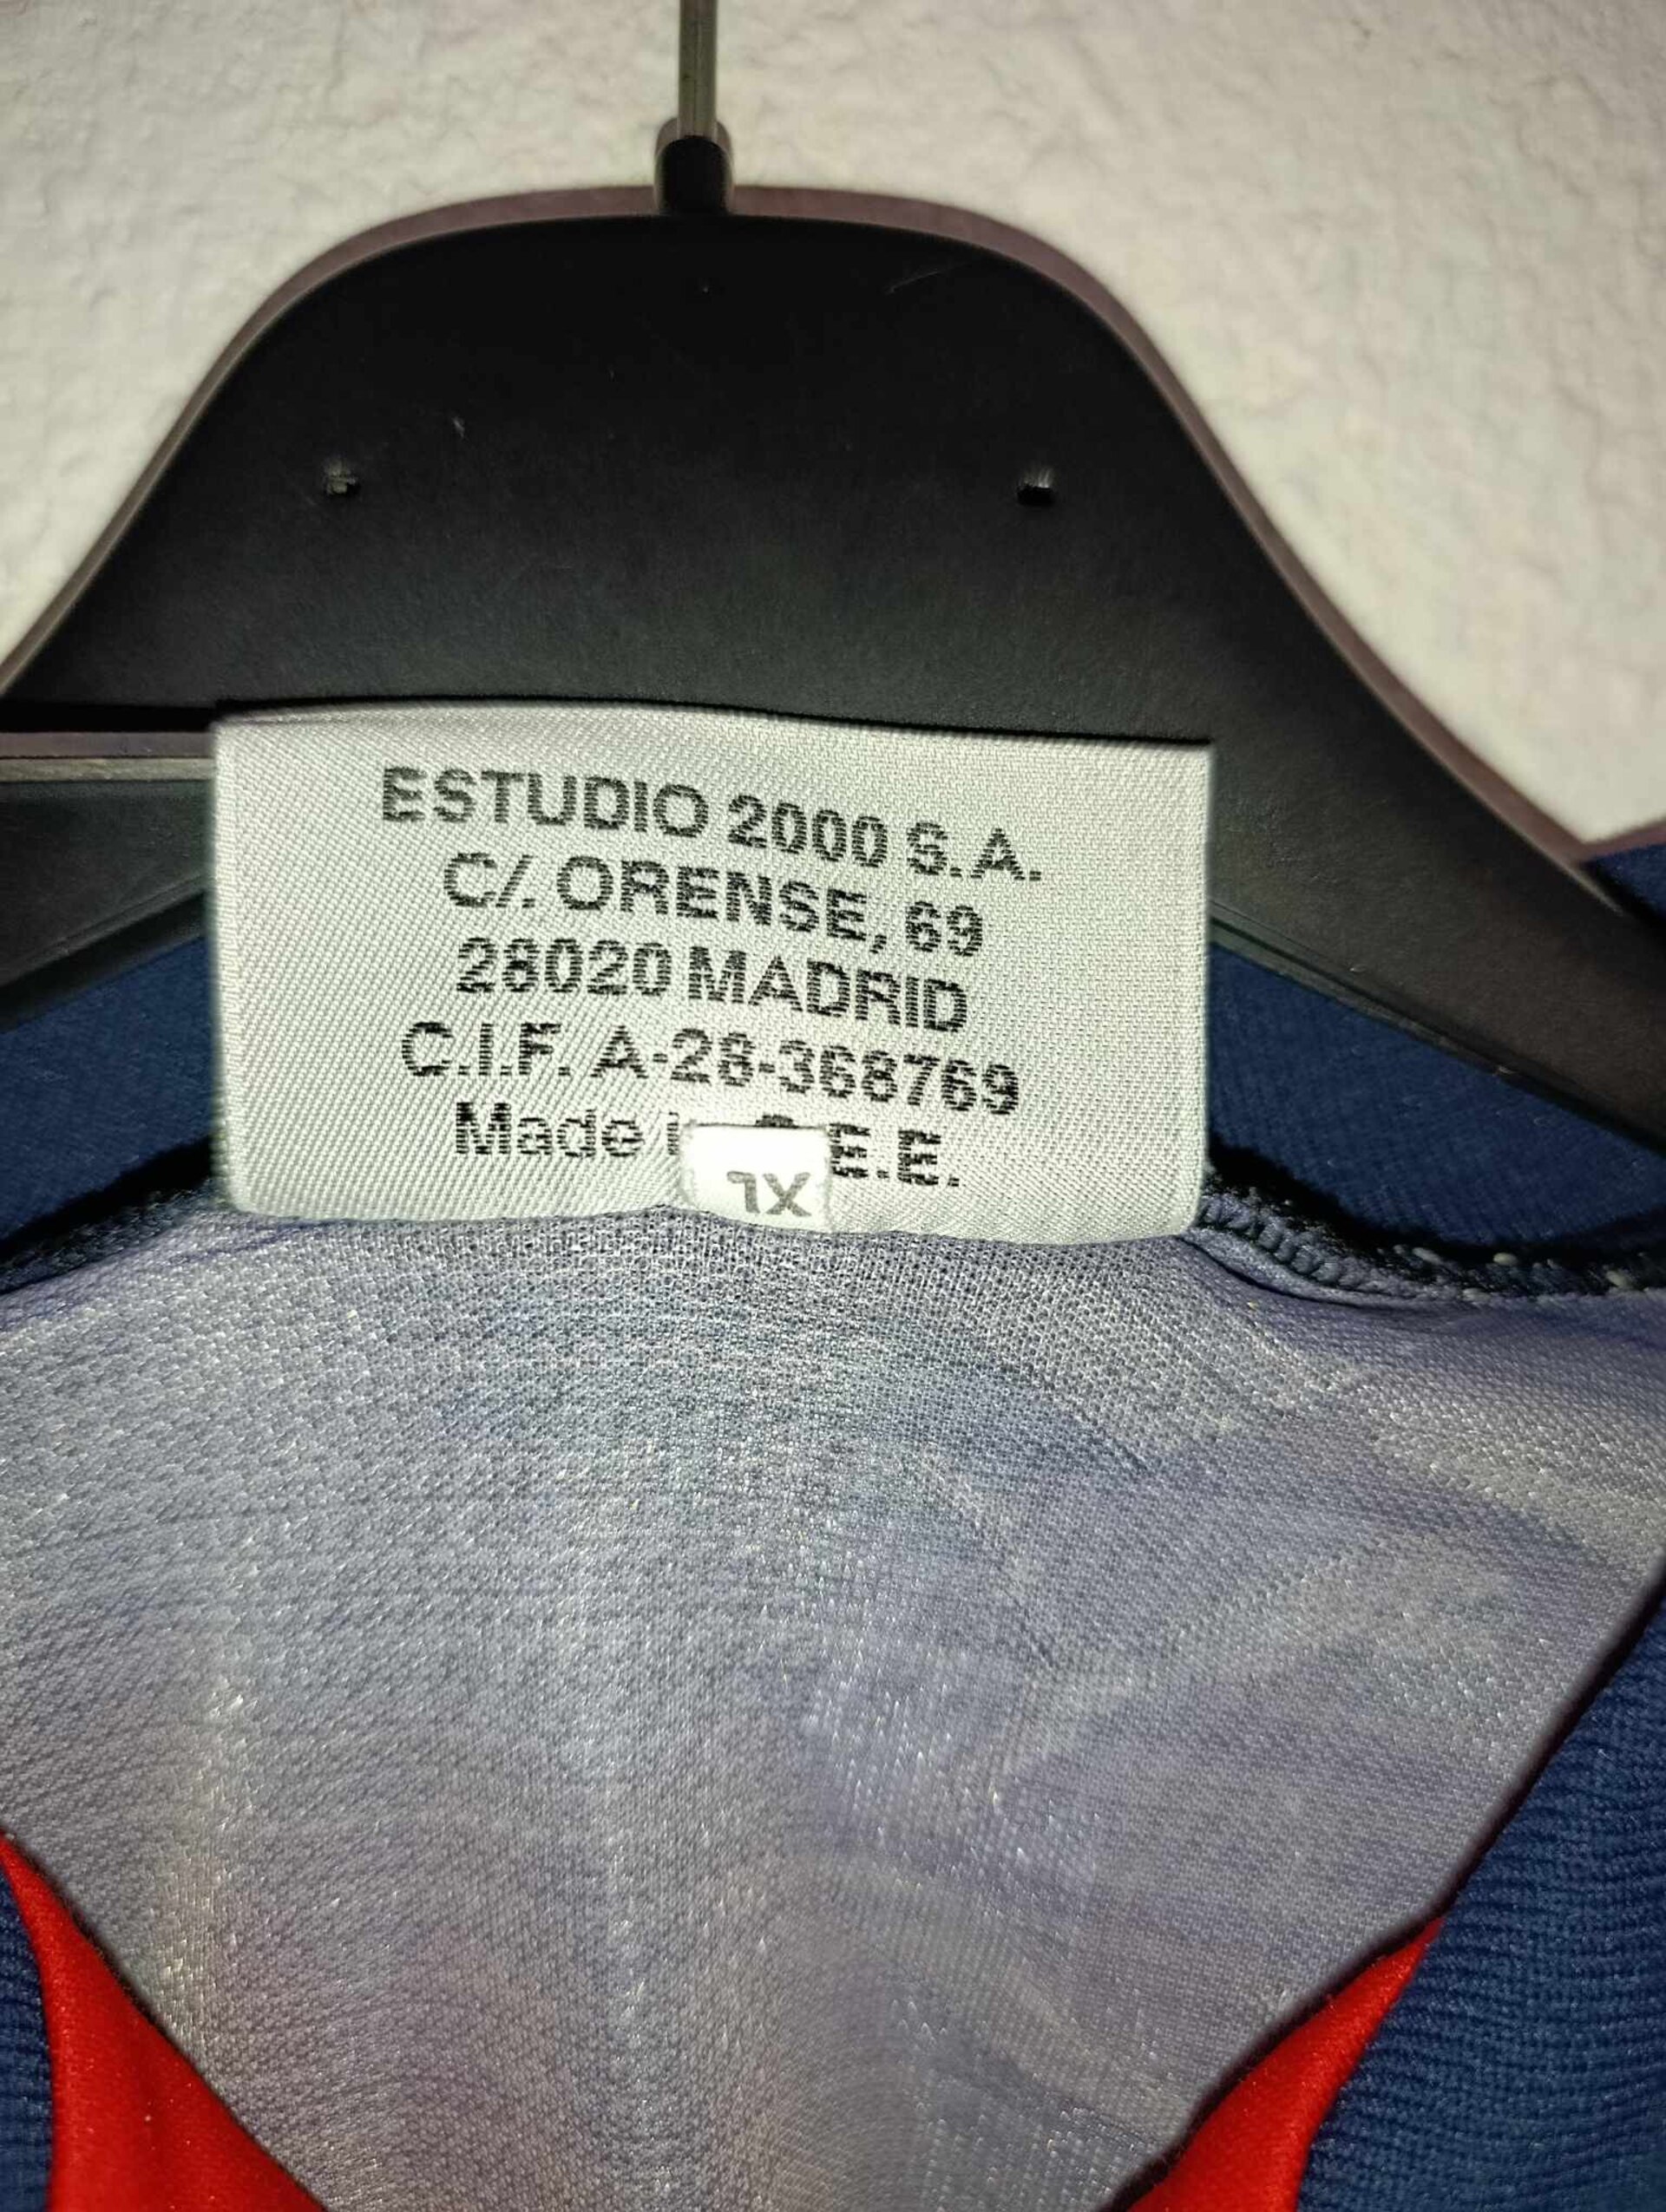 ESTUDIO 2000 S.A.
C/. ORENSE, 69
28020 MADRID
C.I.F. A-28-368769
Made E.E.
XL